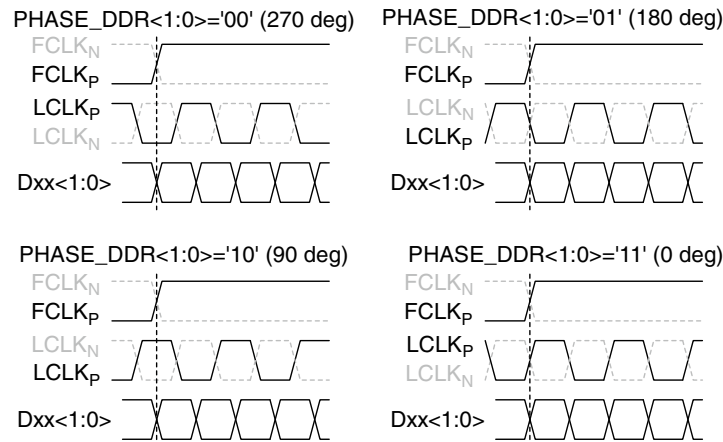 PHASE_DDR<1:0>='00' (270 deg)
FCLKN
FCLKP
LCLKP
LCLKN
Dxx<1:0>
PHASE_DDR<1:0>='01' (180 deg)
FCLKN
FCLKP
LCLKN
LCLKP
Dxx<1:0>
PHASE_DDR<1:0>='10' (90 deg)
FCLKN
FCLKP
LCLKN
LCLKP
Dxx<1:0>
PHASE_DDR<1:0>='11' (0 deg)
FCLKN
FCLKP
LCLKP
LCLKN
Dxx<1:0>